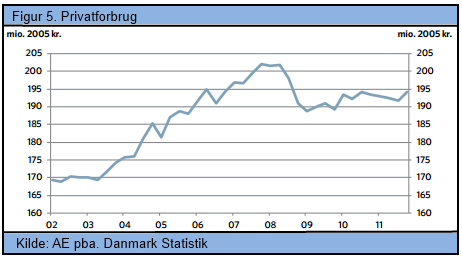 Figur 5. Privatforbrug
mio. 2005 kr. mio. 2005 kr.
205 205
200 200
195 195
190 190
185 185
180 180
175 175
170 170
165 165
160 160
02 03 04 05 06 07 08 09 10 11
Kilde: AE pba. Danmark Statistik